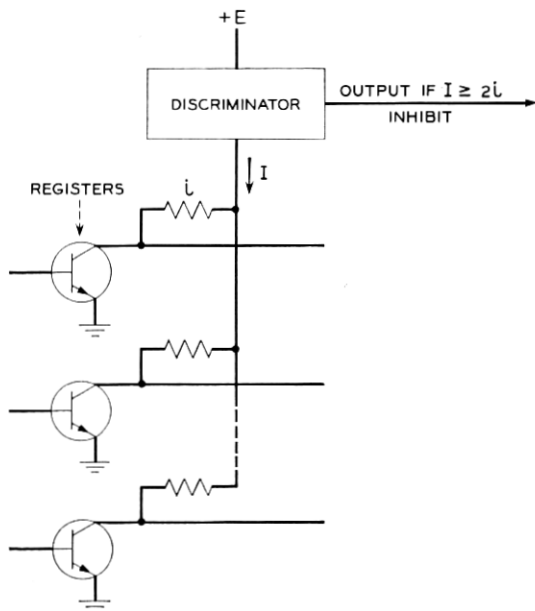 +E
DISCRIMINATOR
OUTPUT IF I ≥ 2i
INHIBIT
I
REGISTERS
i